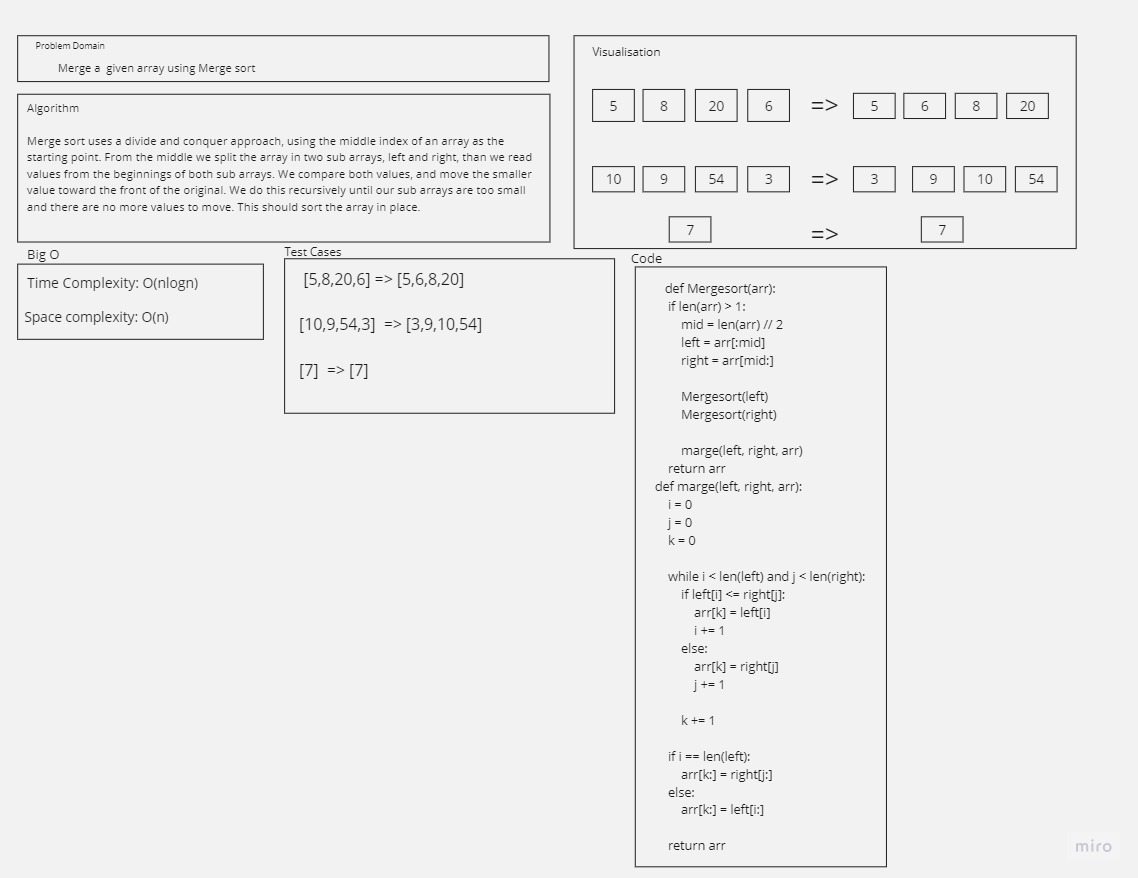 Problem Domain
Merge a given array using Merge sort
Algorithm
Merge sort uses a divide and conquer approach, using the middle index of an array as the
starting point. From the middle we split the array in two sub arrays, left and right, than we read
values from the beginnings of both sub arrays. We compare both values, and move the smaller
value toward the front of the original. We do this recursively until our sub arrays are too small
and there are no more values to move. This should sort the array in place.
Visualisation
5 8 20 6 => 5 6 8 20
10 9 54 3 => 3 9 10 54
7 => 7
Big O
Time Complexity: O(nlogn)
Space complexity: O(n)
Test Cases
[5,8,20,6] => [5,6,8,20]
[10,9,54,3] => [3,9,10,54]
[7] => [7]
Code
def Mergesort(arr):
if len(arr) > 1:
mid = len(arr) // 2
left = arr[:mid]
right = arr[mid:]
Mergesort(left)
Mergesort(right)
marge(left, right, arr)
return arr
def marge(left, right, arr):
i = 0
j = 0
k = 0
while i < len(left) and j < len(right):
if left[i] <= right[j]:
arr[k] = left[i]
i += 1
else:
arr[k] = right[j]
j += 1
k += 1
if i == len(left):
arr[k:] = right[j:]
else:
arr[k:] = left[i:]
return arr
miro